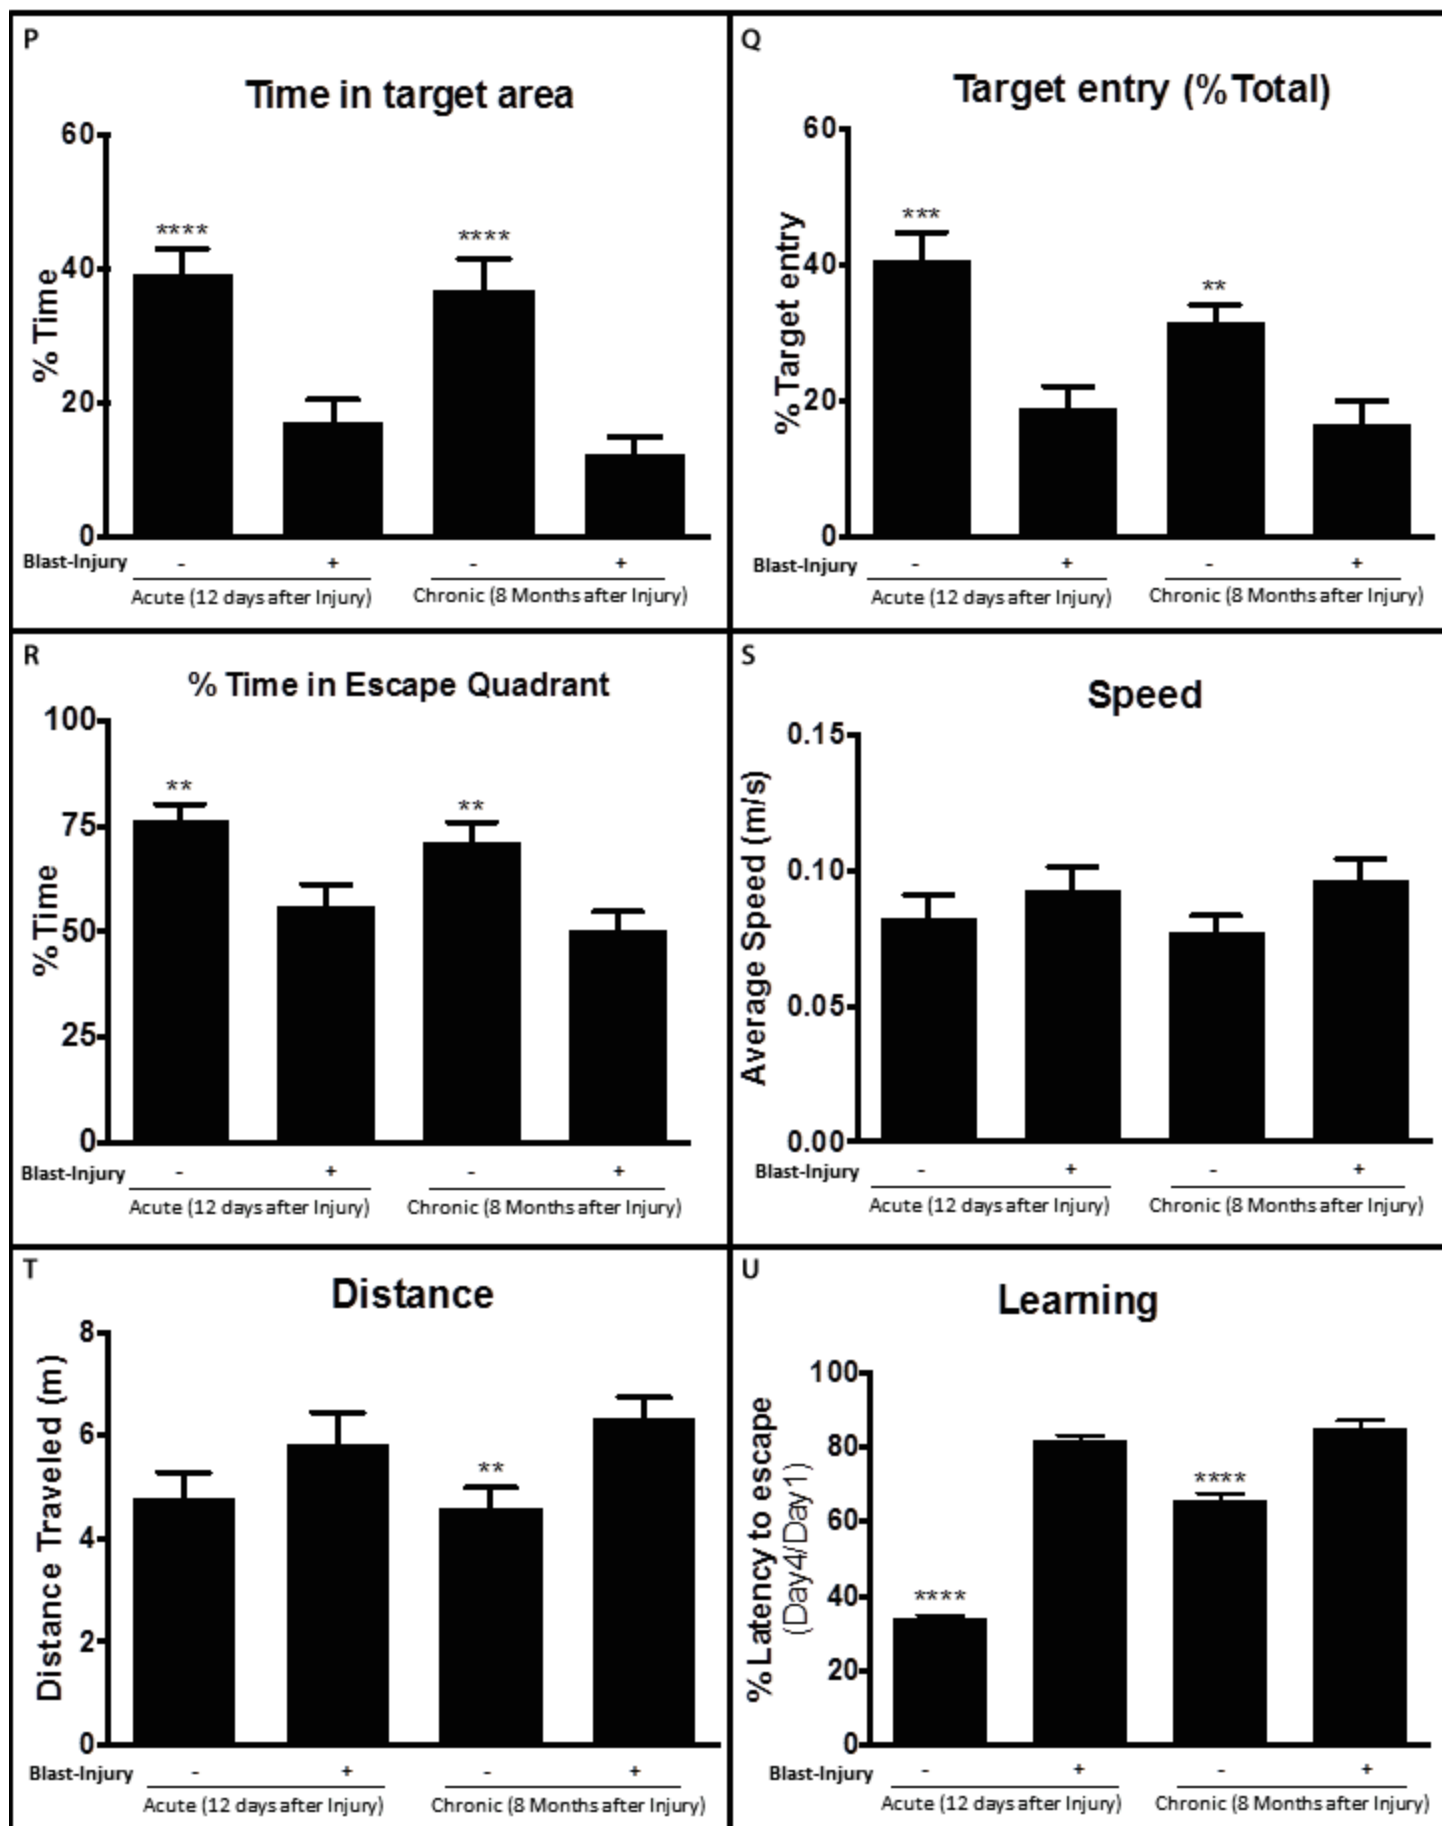 P
Time in target area
% Time
60
40
20
0
**** ****
Blast-Injury - + - +
Acute (12 days after Injury) Chronic (8 Months after Injury)
Q
Target entry (% Total)
% Target entry
60
40
20
0
*** **
Blast-Injury - + - +
Acute (12 days after Injury) Chronic (8 Months after Injury)
R
% Time in Escape Quadrant
% Time
100
75
50
25
0
** **
Blast-Injury - + - +
Acute (12 days after Injury) Chronic (8 Months after Injury)
S
Speed
Average Speed (m/s)
0.15
0.10
0.05
0.00
Blast-Injury - + - +
Acute (12 days after Injury) Chronic (8 Months after Injury)
T
Distance
Distance Traveled (m)
8
6
4
2
0
**
Blast-Injury - + - +
Acute (12 days after Injury) Chronic (8 Months after Injury)
U
Learning
% Latency to escape
(Day4/Day1)
100
80
60
40
20
0
**** ****
Blast-Injury - + - +
Acute (12 days after Injury) Chronic (8 Months after Injury)